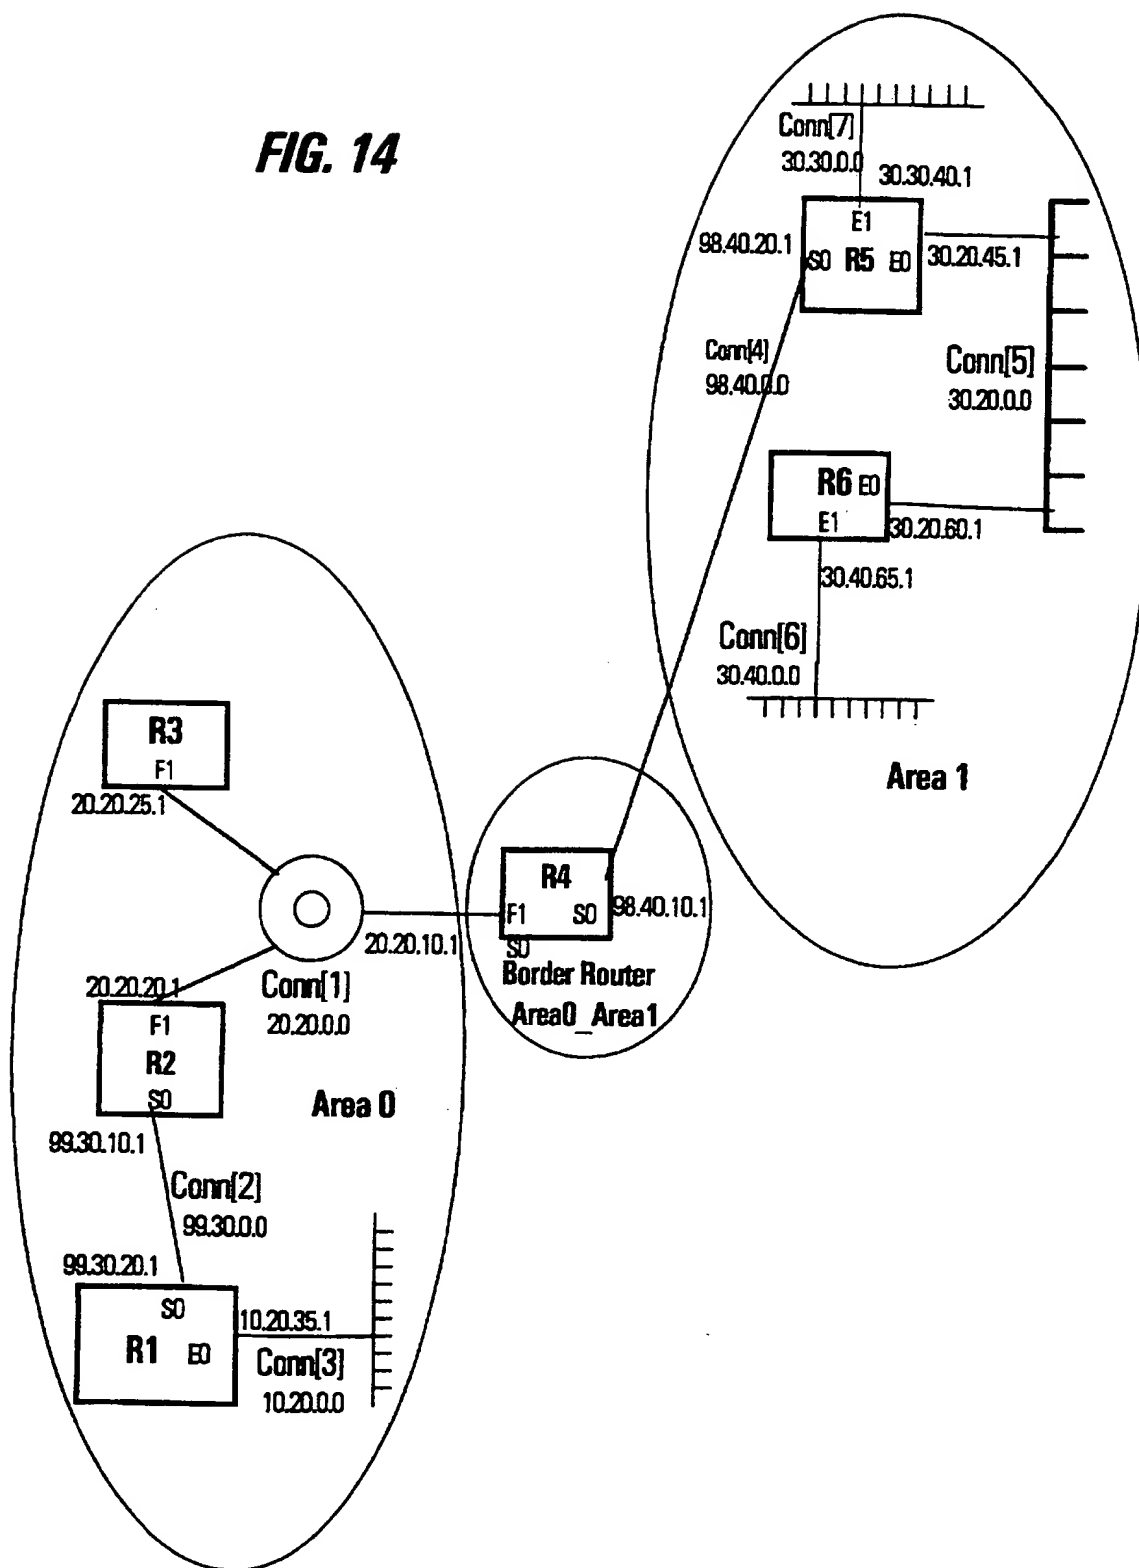 FIG. 14
Conn[7]
30.30.0.0
30.30.40.1
E1
98.40.20.1
S0 R5 E0
30.20.45.1
Conn[4]
98.40.0.0
Conn[5]
30.20.0.0
R6 E0
E1
30.20.60.1
30.40.65.1
Conn[6]
30.40.0.0
Area 1
R3
F1
20.20.25.1
R4
F1 S0
98.40.10.1
20.20.10.1
S0
Border Router
Area0_Area1
Conn[1]
20.20.0.0
20.20.20.1
F1
R2
S0
Area 0
99.30.10.1
Conn[2]
99.30.0.0
99.30.20.1
S0
R1 E0
10.20.35.1
Conn[3]
10.20.0.0